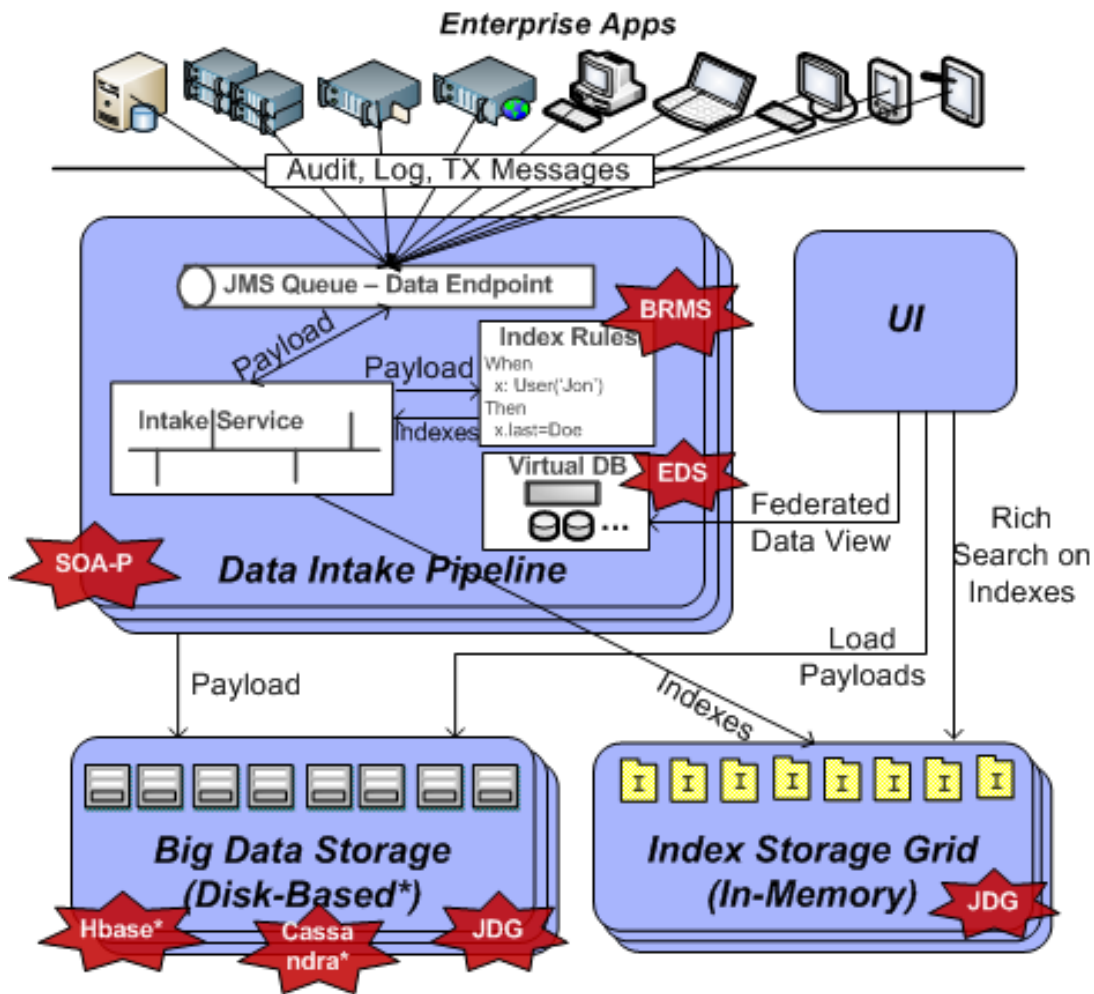 Enterprise Apps
Audit, Log, TX Messages
JMS Queue – Data Endpoint
BRMS
UI
Payload
Payload
Index Rules
When
x: User('Jon')
Then
x.last=Doe
Intake Service
Indexes
Virtual DB
...
EDS
Federated
Data View
Rich
Search on
Indexes
SOA-P
Data Intake Pipeline
Load
Payloads
Payload
Indexes
I I I I I I I I
Big Data Storage
(Disk-Based*)
Index Storage Grid
(In-Memory)
Hbase*
Cassa
ndra*
JDG
JDG